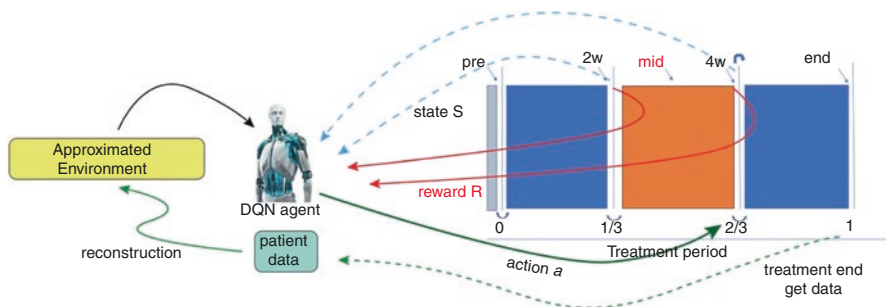 pre
2w
mid
4w
end
state S
Approximated
Environment
reward R
DQN agent
0
1/3
2/3
1
reconstruction
patient
data
action a
Treatment period
treatment end
get data